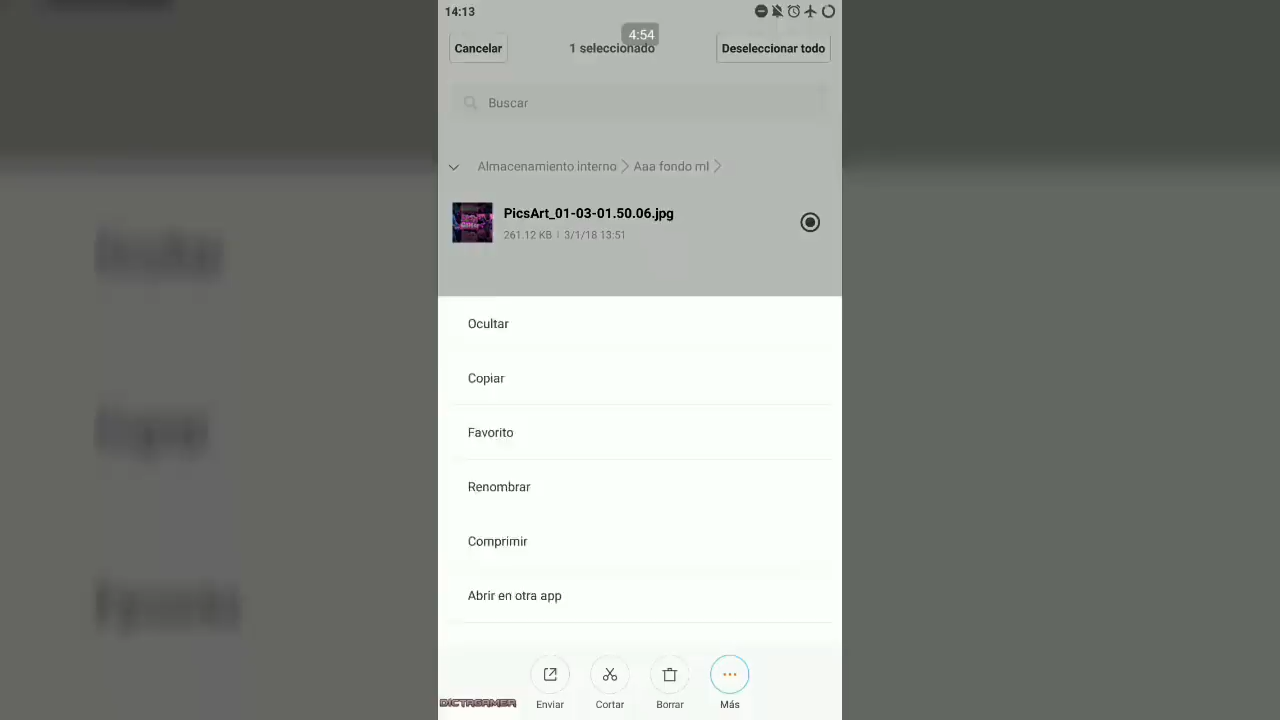 14:13
4:54
Cancelar
1 seleccionado
Deseleccionar todo
Buscar
Almacenamiento interno
Aaa fondo ml
PicsArt_01-03-01.50.06.jpg
261.12 KB | 3/1/18 13:51
Ocultar
Copiar
Favorito
Renombrar
Comprimir
Abrir en otra app
DICTAGAMER
Enviar
Cortar
Borrar
Más